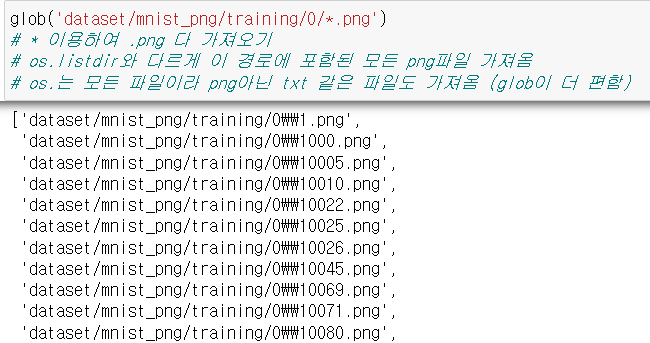 glob('dataset/mnist_png/training/0/*.png')
# * 이용하여 .png 다 가져오기
# os.listdir와 다르게 이 경로에 포함된 모든 png파일 가져옴
# os.는 모든 파일이라 png아닌 txt 같은 파일도 가져옴 (glob이 더 편함)
['dataset/mnist_png/training/0₩₩1.png',
'dataset/mnist_png/training/0₩₩1000.png',
'dataset/mnist_png/training/0₩₩10005.png',
'dataset/mnist_png/training/0₩₩10010.png',
'dataset/mnist_png/training/0₩₩10022.png',
'dataset/mnist_png/training/0₩₩10025.png',
'dataset/mnist_png/training/0₩₩10026.png',
'dataset/mnist_png/training/0₩₩10045.png',
'dataset/mnist_png/training/0₩₩10069.png',
'dataset/mnist_png/training/0₩₩10071.png',
'dataset/mnist_png/training/0₩₩10080.png',